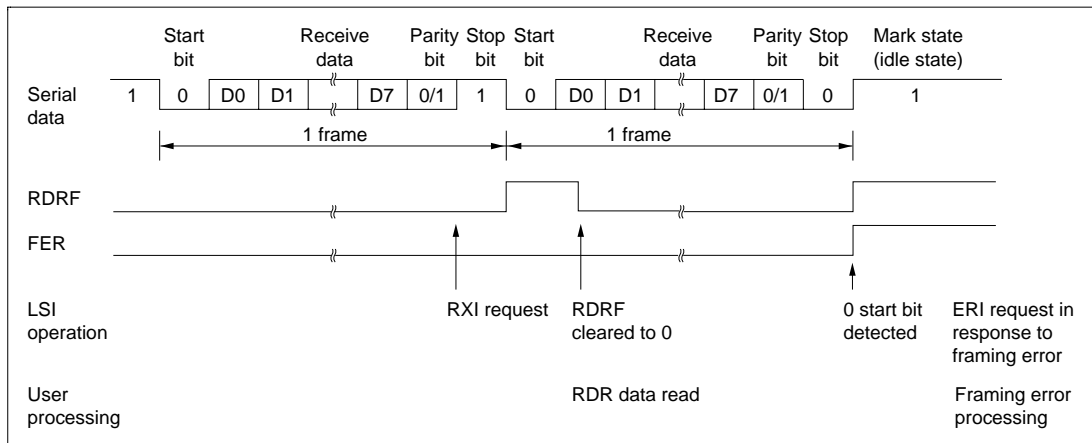 Start bit
Receive data
Parity bit
Stop bit
Start bit
Receive data
Parity bit
Stop bit
Mark state (idle state)
Serial data
1 0 D0 D1 D7 0/1 1 0 D0 D1 D7 0/1 0 1
1 frame 1 frame
RDRF
FER
LSI operation
RXI request
RDRF cleared to 0
0 start bit detected
ERI request in response to framing error
User processing
RDR data read
Framing error processing